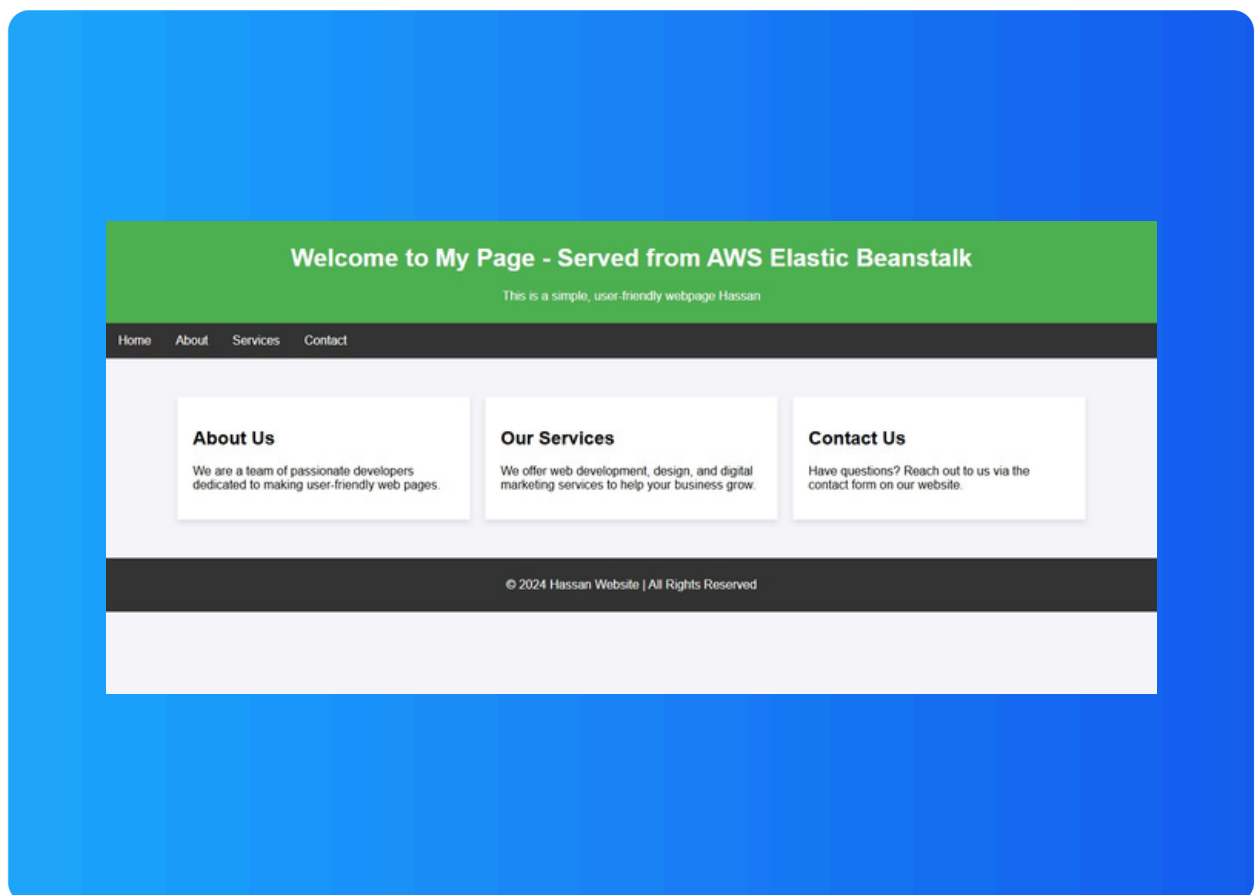 Welcome to My Page - Served from AWS Elastic Beanstalk
This is a simple, user-friendly webpage Hassan
Home About Services Contact
About Us
We are a team of passionate developers
dedicated to making user-friendly web pages.
Our Services
We offer web development, design, and digital
marketing services to help your business grow.
Contact Us
Have questions? Reach out to us via the
contact form on our website.
© 2024 Hassan Website | All Rights Reserved